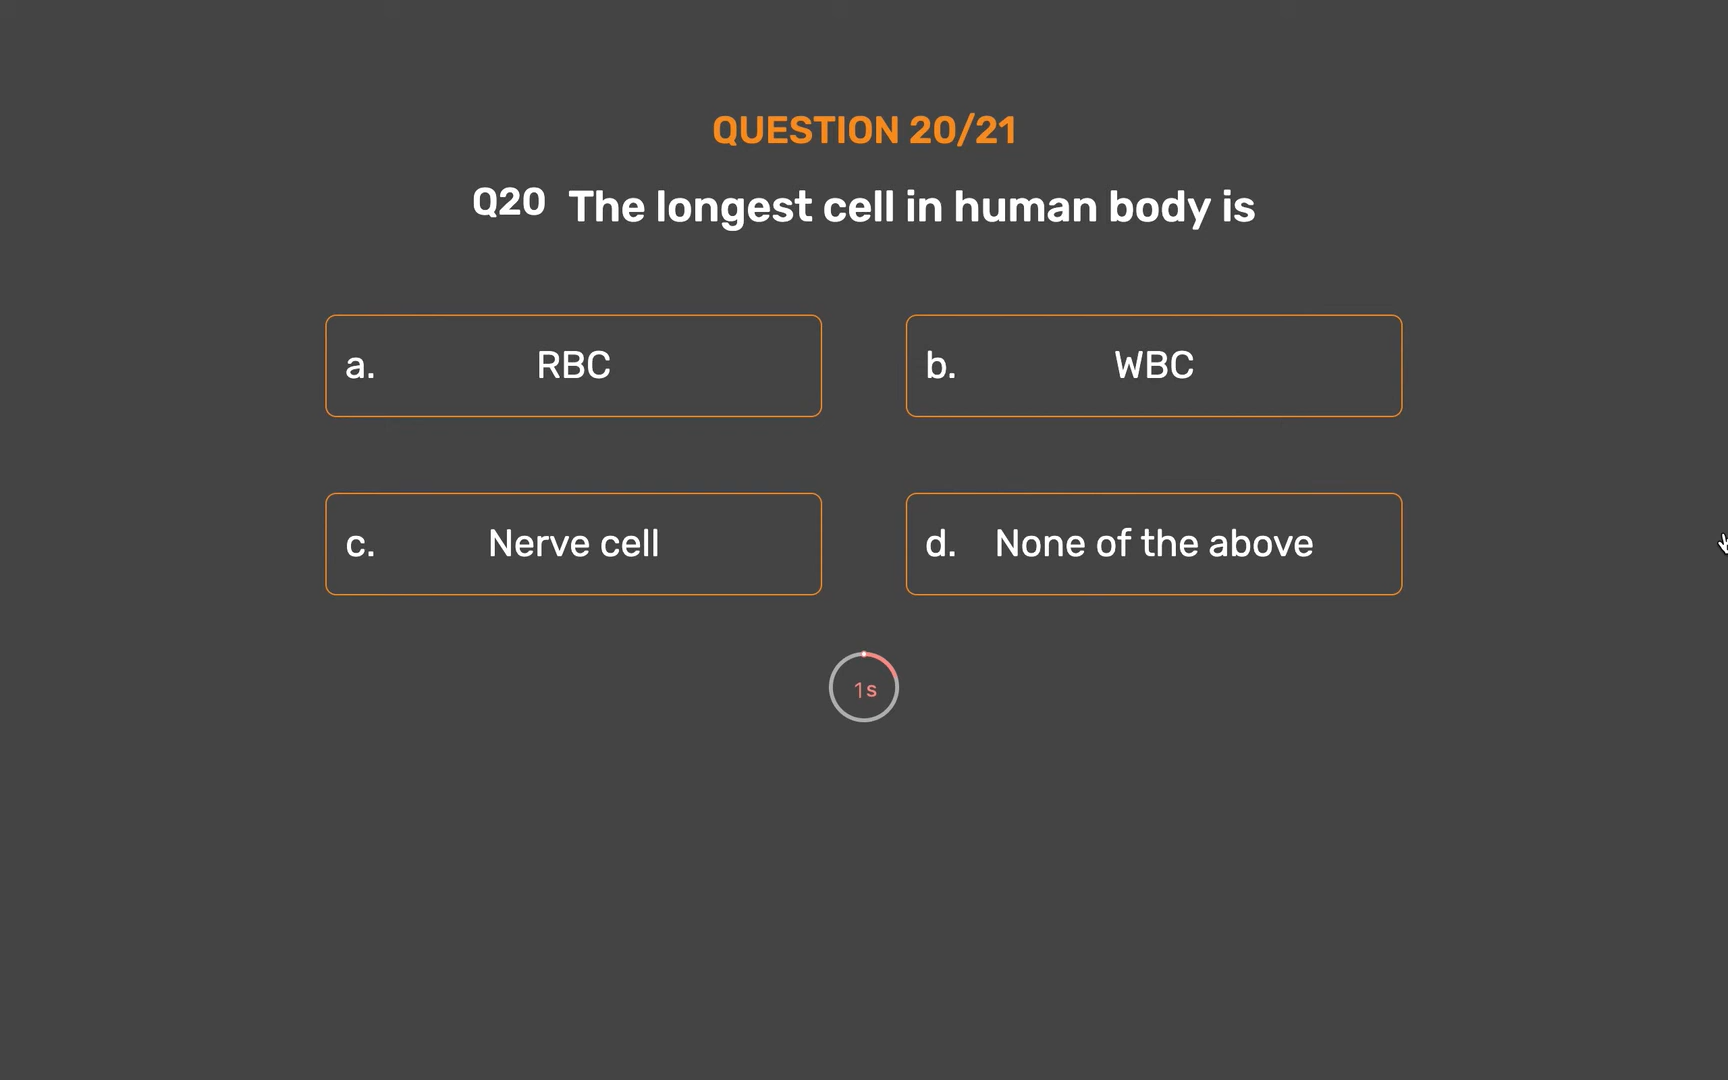 QUESTION 20/21
Q20 The longest cell in human body is
a. RBC
b. WBC
c. Nerve cell
d. None of the above
1s